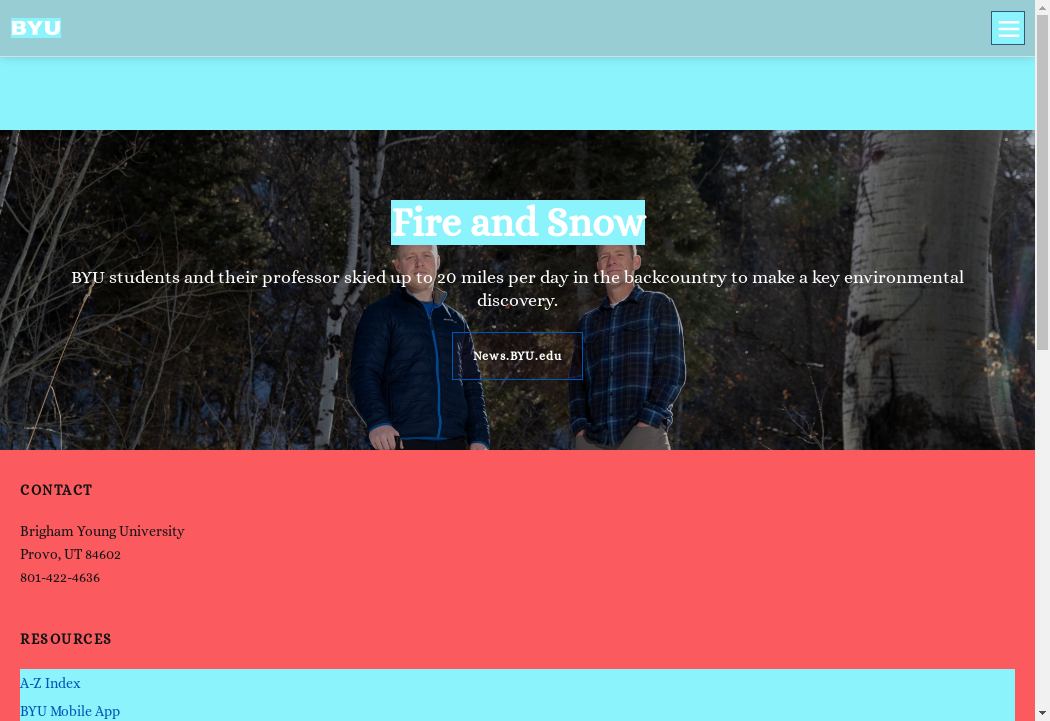 BYU
Fire and Snow
BYU students and their professor skied up to 20 miles per day in the backcountry to make a key environmental
discovery.
News.BYU.edu
CONTACT
Brigham Young University
Provo, UT 84602
801-422-4636
RESOURCES
A-Z Index
BYU Mobile App